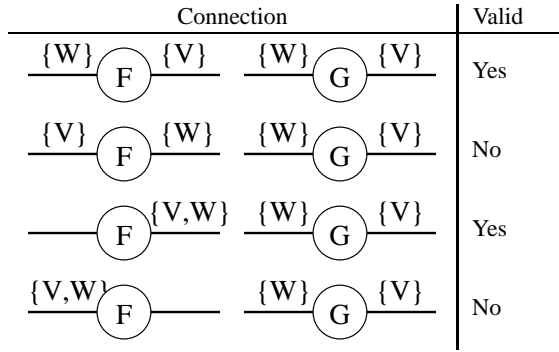 Connection Valid
{W} F {V} {W} G {V} Yes
{V} F {W} {W} G {V} No
F {V,W} {W} G {V} Yes
{V,W} F {W} G {V} No